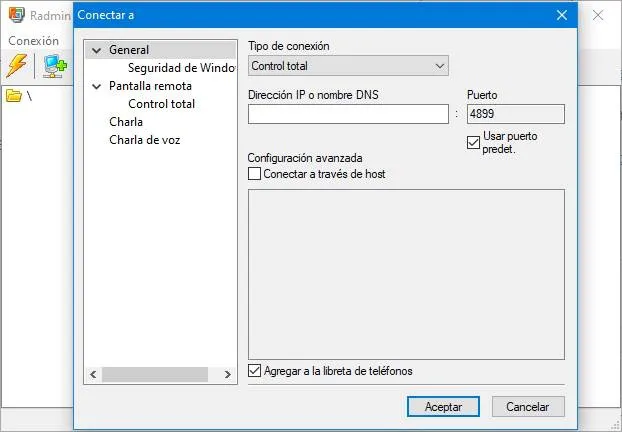 Radmin
Conectar a
Conexión
\
General
Seguridad de Windo
Pantalla remota
Control total
Charla
Charla de voz
Tipo de conexión
Control total
Dirección IP o nombre DNS
Puerto
:
4899
Usar puerto
predet.
Configuración avanzada
Conectar a través de host
Agregar a la libreta de teléfonos
Aceptar
Cancelar